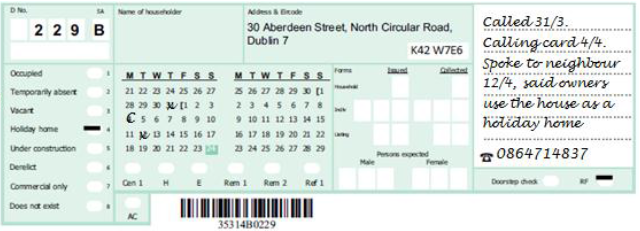 D No. TA
2 2 9 B
Name of householder
Address & Eircode
30 Aberdeen Street, North Circular Road,
Dublin 7
K42 W7E6
Called 31/3.
Calling card 4/4.
Spoke to neighbour
12/4, said owners
use the house as a
holiday home
☎ 0864714837
Occupied 1
Temporarily absent 2
Vacant 3
Holiday home 4
Under construction 5
Derelict 6
Commercial only 7
Does not exist 8
M T W T F S S
21 22 23 24 25 26 27
28 29 30 N [1 2 3
C 5 6 7 8 9 10
11 N 13 14 15 16 17
18 19 20 21 22 23 24
M T W T F S S
25 26 27 28 29 30 [1
2 3 4 5 6 7 8
9 10 11 12 13 14 15
16 17 18 19 20 21 22
23 24 25 26 27 28 29
Cen 1 H E Rem 1 Rem 2 Ref 1
AC
35314B0229
Forms Issued Collected
Household
Indiv
Listing
Persons expected
Male Female
Doorstep check RF